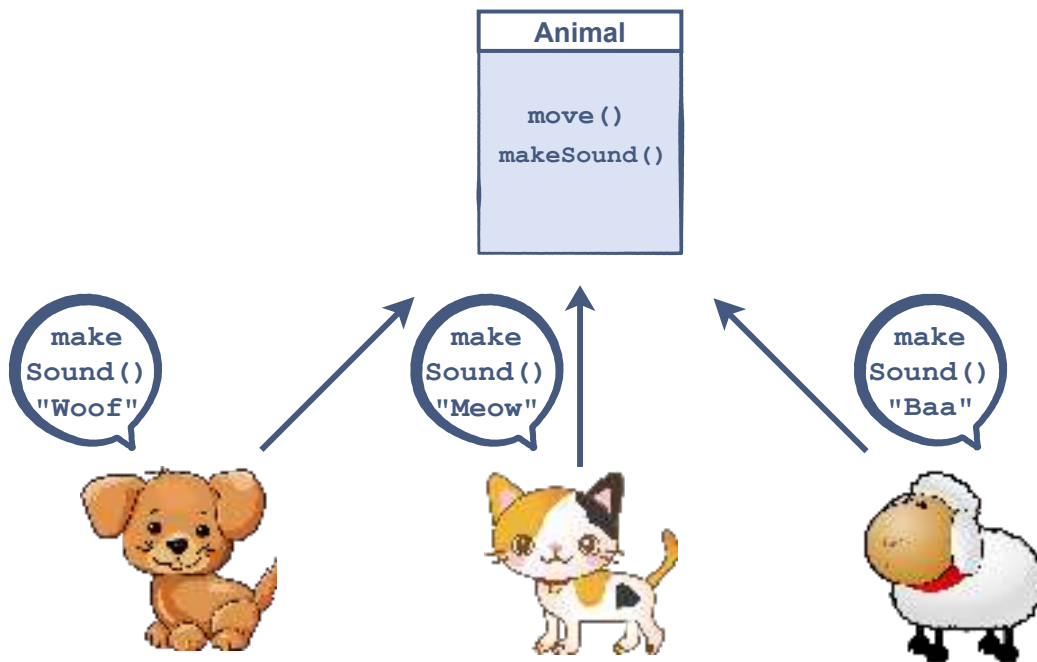 Animal
move()
makeSound()
make
Sound()
"Woof"
make
Sound()
"Meow"
make
Sound()
"Baa"